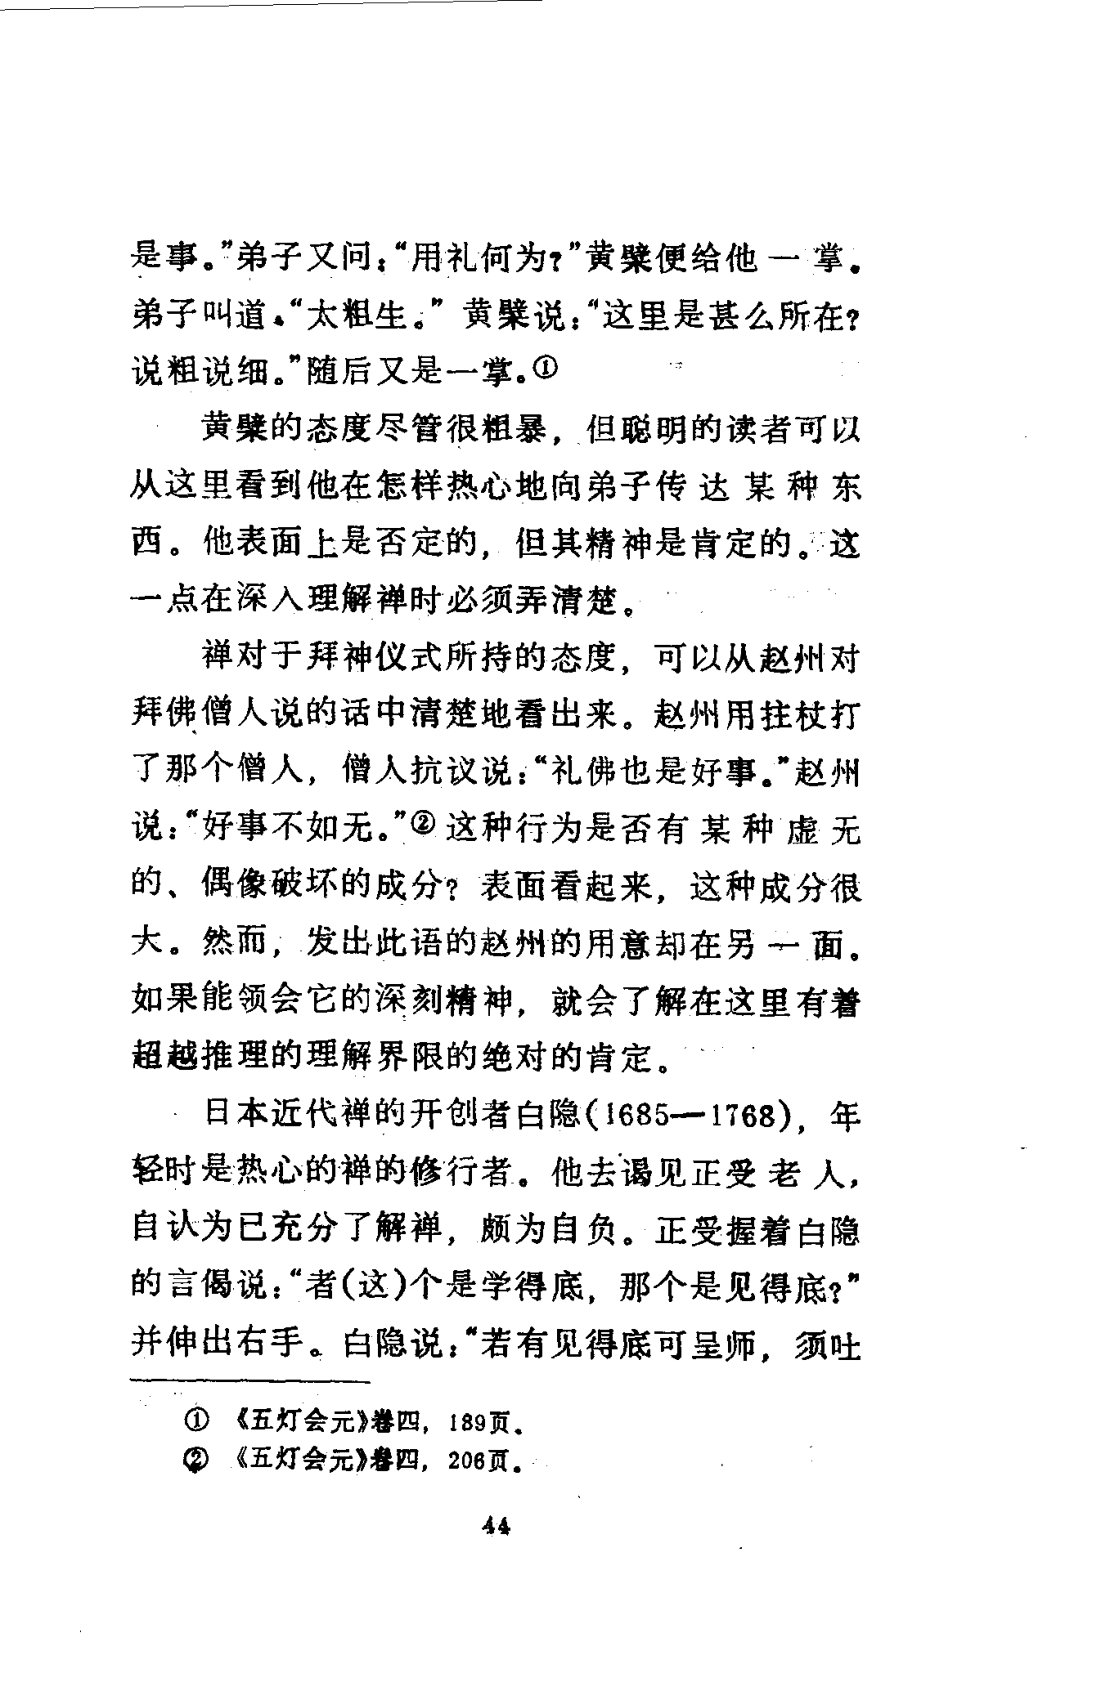 是事。”弟子又问：“用礼何为？”黄檗便给他一掌。
弟子叫道：“太粗生。”黄檗说：“这里是甚么所在？
说粗说细。”随后又是一掌。①
黄檗的态度尽管很粗暴，但聪明的读者可以
从这里看到他在怎样热心地向弟子传达某种东
西。他表面上是否定的，但其精神是肯定的。这
一点在深入理解禅时必须弄清楚。
禅对于拜神仪式所持的态度，可以从赵州对
拜佛僧人说的话中清楚地看出来。赵州用拄杖打
了那个僧人，僧人抗议说：“礼佛也是好事。”赵州
说：“好事不如无。”②这种行为是否有某种虚无
的、偶像破坏的成分？表面看起来，这种成分很
大。然而，发出此语的赵州的用意却在另一面。
如果能领会它的深刻精神，就会了解在这里有着
超越推理的理解界限的绝对的肯定。
日本近代禅的开创者白隐(1685—1768)，年
轻时是热心的禅的修行者。他去谒见正受老人，
自认为已充分了解禅，颇为自负。正受握着白隐
的言偈说：“者(这)个是学得底，那个是见得底？”
并伸出右手。白隐说：“若有见得底可呈师，须吐
① 《五灯会元》卷四，189页。
② 《五灯会元》卷四，206页。
44